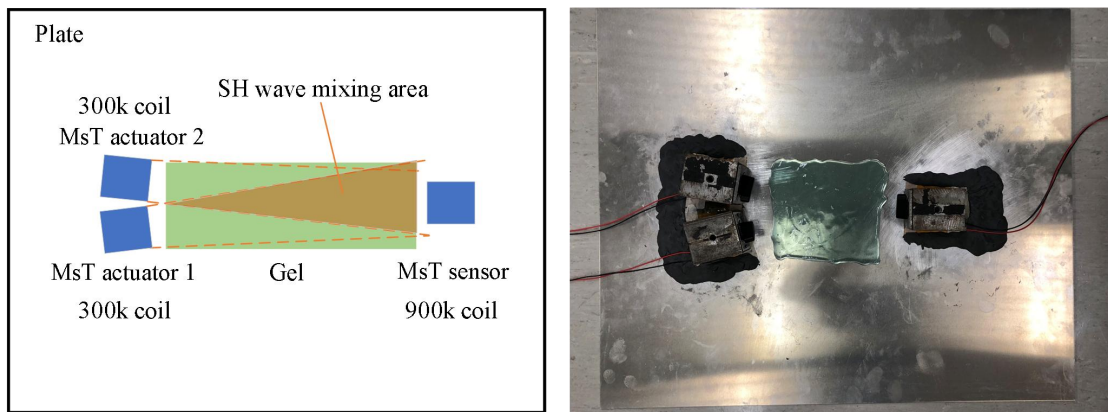 Plate
SH wave mixing area
300k coil
MsT actuator 2
MsT actuator 1
Gel
MsT sensor
300k coil
900k coil